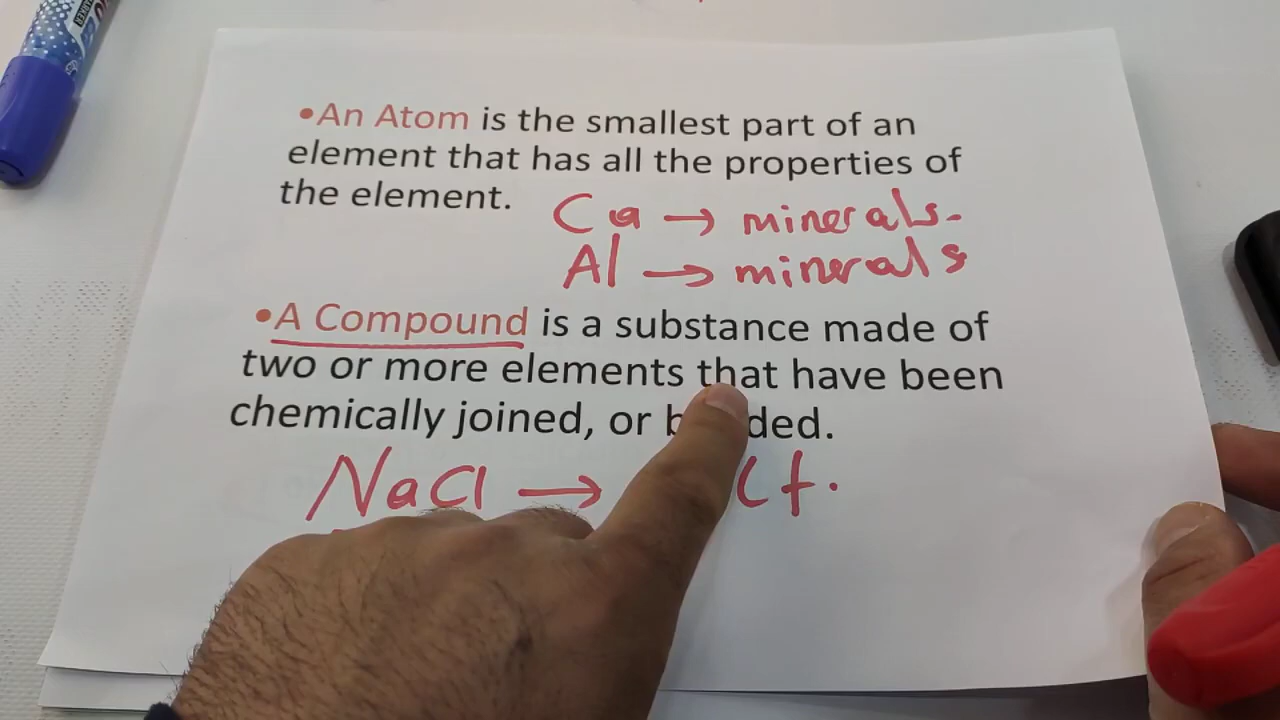 •An Atom is the smallest part of an
element that has all the properties of
the element.
Ca → minerals.
Al → minerals
•A Compound is a substance made of
two or more elements that have been
chemically joined, or
NaCl →